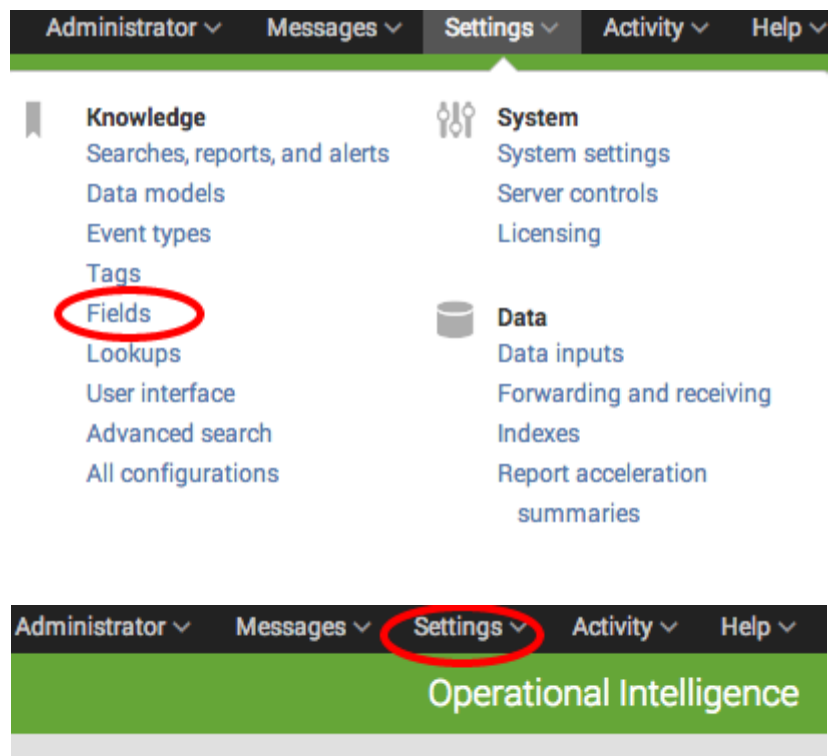 Administrator Messages Settings Activity Help
Knowledge
Searches, reports, and alerts
Data models
Event types
Tags
Fields
Lookups
User interface
Advanced search
All configurations
System
System settings
Server controls
Licensing
Data
Data inputs
Forwarding and receiving
Indexes
Report acceleration
summaries
Administrator Messages Settings Activity Help
Operational Intelligence